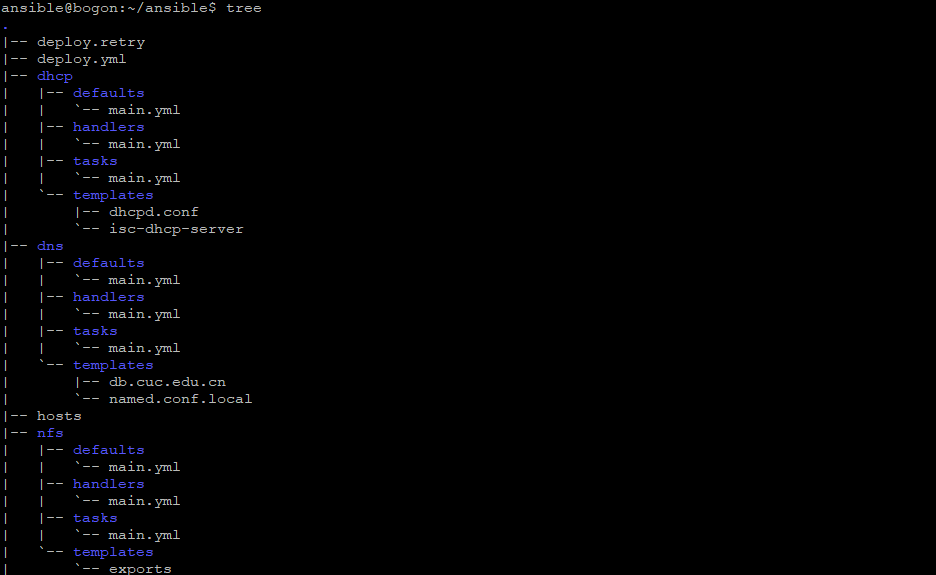 ansible@bogon:~/ansible$ tree
.
|-- deploy.retry
|-- deploy.yml
|-- dhcp
|   |-- defaults
|   |   `-- main.yml
|   |-- handlers
|   |   `-- main.yml
|   |-- tasks
|   |   `-- main.yml
|   `-- templates
|       |-- dhcpd.conf
|       `-- isc-dhcp-server
|-- dns
|   |-- defaults
|   |   `-- main.yml
|   |-- handlers
|   |   `-- main.yml
|   |-- tasks
|   |   `-- main.yml
|   `-- templates
|       |-- db.cuc.edu.cn
|       `-- named.conf.local
|-- hosts
|-- nfs
|   |-- defaults
|   |   `-- main.yml
|   |-- handlers
|   |   `-- main.yml
|   |-- tasks
|   |   `-- main.yml
|   `-- templates
|       `-- exports